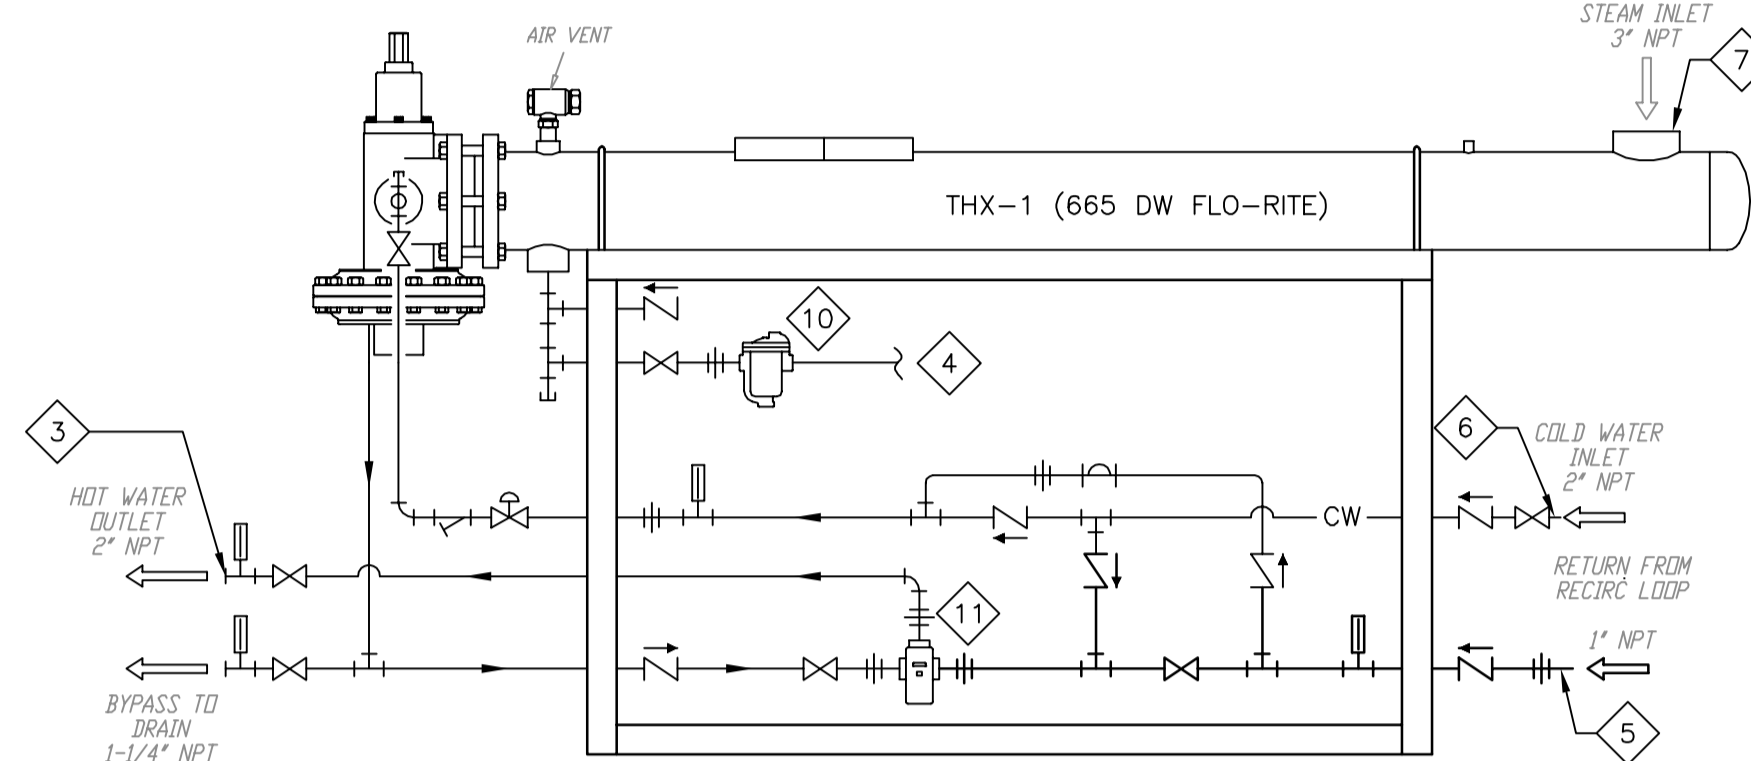 AIR VENT
STEAM INLET
3" NPT
7
THX-1 (665 DW FLO-RITE)
10
4
3
HOT WATER
OUTLET
2" NPT
6
COLD WATER
INLET
2" NPT
CW
RETURN FROM
RECIRC LOOP
1" NPT
11
BYPASS TO
DRAIN
1-1/4" NPT
5